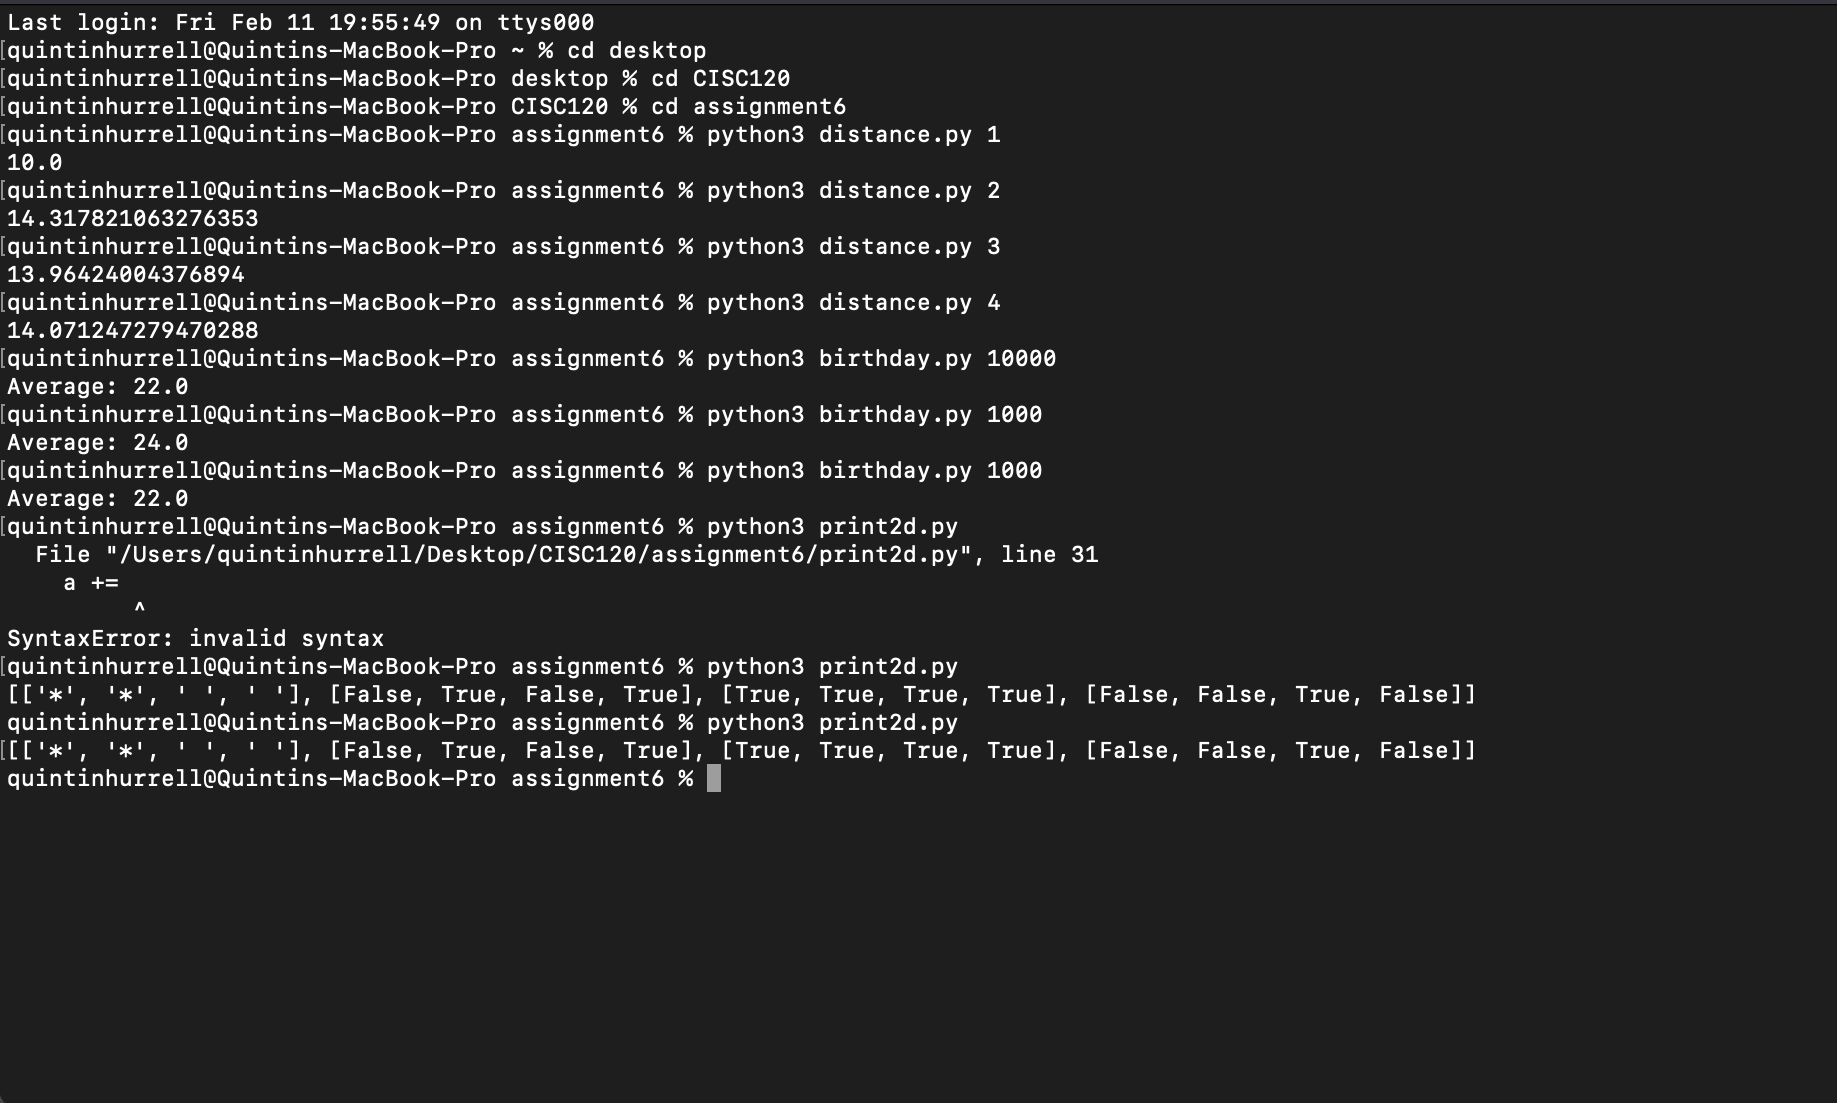 Last login: Fri Feb 11 19:55:49 on ttys000
[quintinhurrell@Quintins-MacBook-Pro ~ % cd desktop
[quintinhurrell@Quintins-MacBook-Pro desktop % cd CISC120
[quintinhurrell@Quintins-MacBook-Pro CISC120 % cd assignment6
[quintinhurrell@Quintins-MacBook-Pro assignment6 % python3 distance.py 1
10.0
[quintinhurrell@Quintins-MacBook-Pro assignment6 % python3 distance.py 2
14.317821063276353
[quintinhurrell@Quintins-MacBook-Pro assignment6 % python3 distance.py 3
13.96424004376894
[quintinhurrell@Quintins-MacBook-Pro assignment6 % python3 distance.py 4
14.071247279470288
[quintinhurrell@Quintins-MacBook-Pro assignment6 % python3 birthday.py 10000
Average: 22.0
[quintinhurrell@Quintins-MacBook-Pro assignment6 % python3 birthday.py 1000
Average: 24.0
[quintinhurrell@Quintins-MacBook-Pro assignment6 % python3 birthday.py 1000
Average: 22.0
[quintinhurrell@Quintins-MacBook-Pro assignment6 % python3 print2d.py
  File "/Users/quintinhurrell/Desktop/CISC120/assignment6/print2d.py", line 31
    a +=
         ^
SyntaxError: invalid syntax
[quintinhurrell@Quintins-MacBook-Pro assignment6 % python3 print2d.py
[['*', '*', ' ', ' '], [False, True, False, True], [True, True, True, True], [False, False, True, False]]
quintinhurrell@Quintins-MacBook-Pro assignment6 % python3 print2d.py
[[['*', '*', ' ', ' '], [False, True, False, True], [True, True, True, True], [False, False, True, False]]
quintinhurrell@Quintins-MacBook-Pro assignment6 %